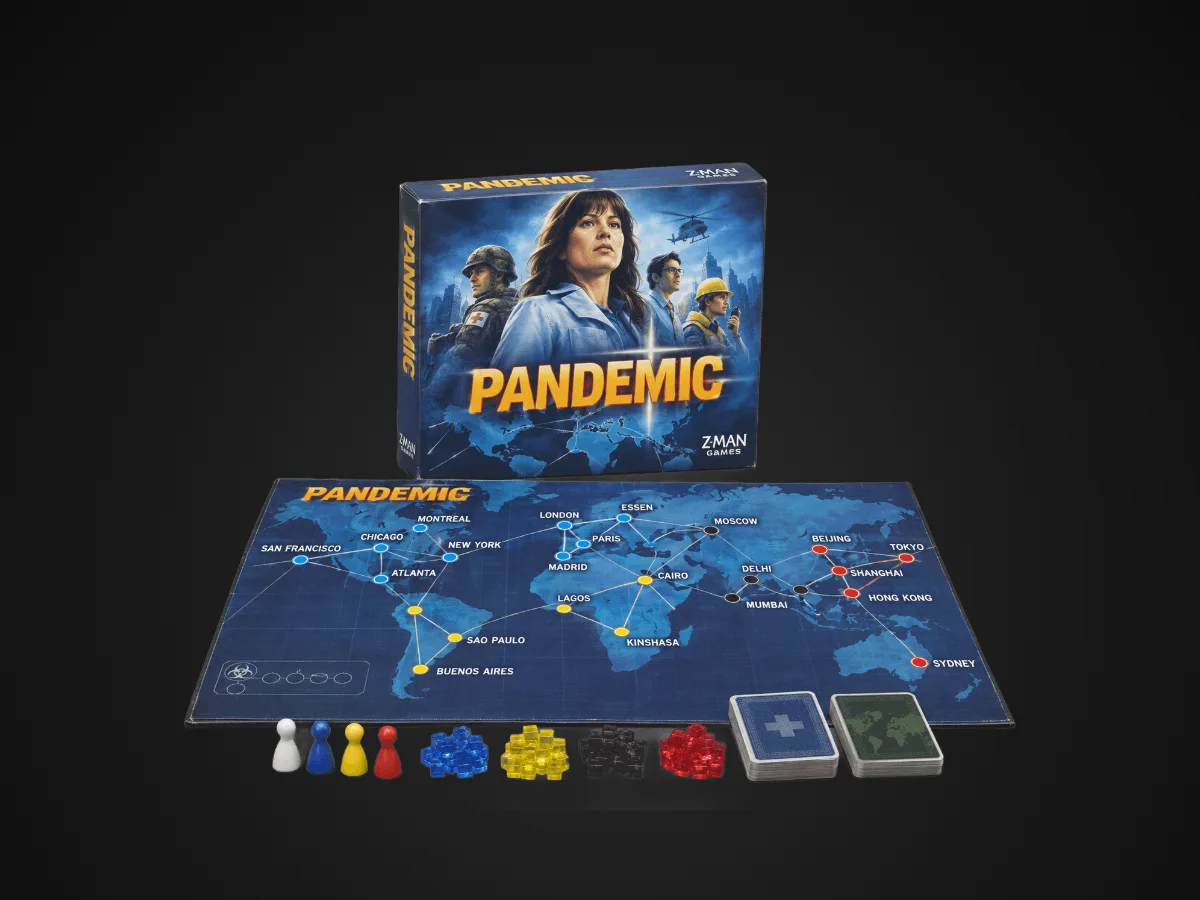 PANDEMIC
Z-MAN
GAMES
PANDEMIC
Z-MAN
GAMES
PANDEMIC
Z-MAN
GAMES
PANDEMIC
MONTREAL
CHICAGO
SAN FRANCISCO
NEW YORK
ATLANTA
LONDON
ESSEN
MOSCOW
PARIS
MADRID
CAIRO
LAGOS
KINSHASA
SAO PAULO
BUENOS AIRES
DELHI
MUMBAI
BEIJING
TOKYO
SHANGHAI
HONG KONG
SYDNEY